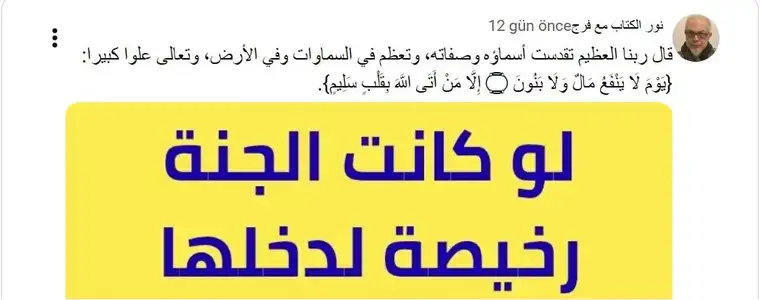 نور الكتاب مع فرج 12 gün önce
قال ربنا العظيم تقدست أسماؤه وصفاته، وتعظم في السماوات وفي الأرض، وتعالى علوا كبيرا:
{يَوْمَ لَا يَنْفَعُ مَالٌ وَلَا بَنُونَ ۝ إِلَّا مَنْ أَتَى اللَّهَ بِقَلْبٍ سَلِيمٍ}.
لو كانت الجنة
رخيصة لدخلها